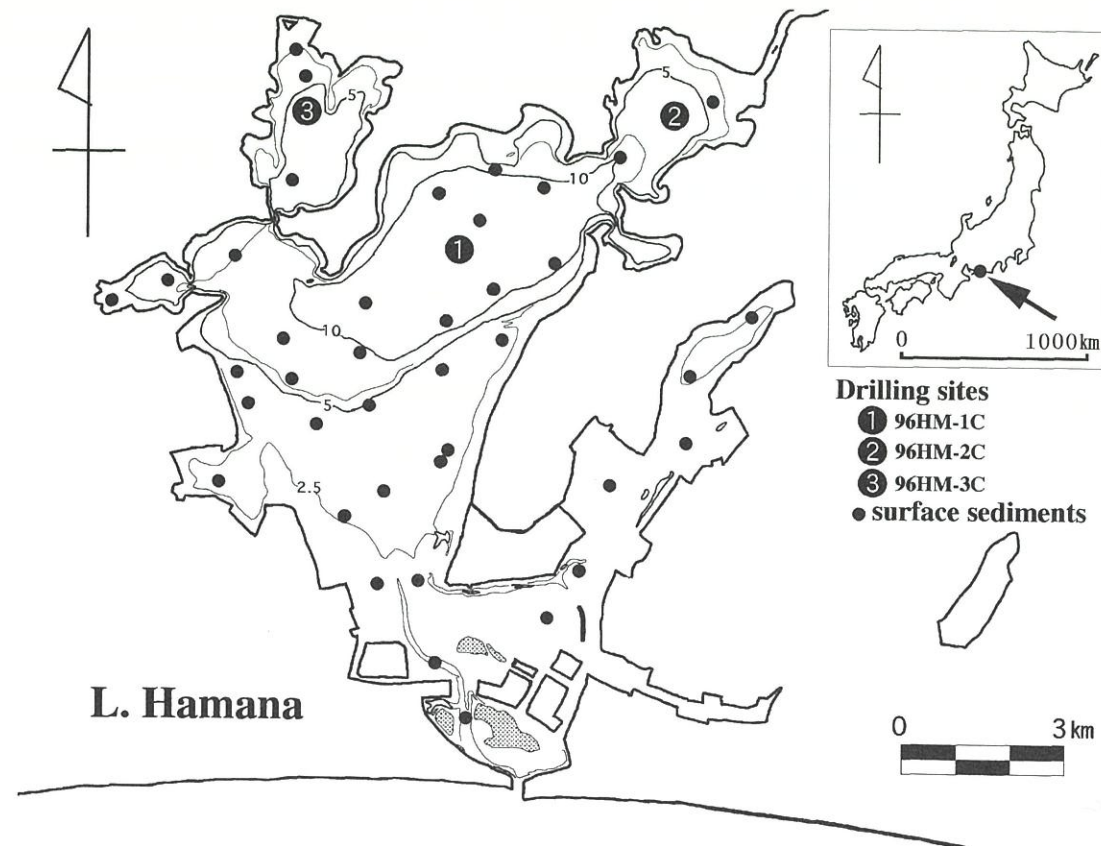 5
3
5
2
10
1
10
5
2.5
0 1000km
Drilling sites
1 96HM-1C
2 96HM-2C
3 96HM-3C
surface sediments
L. Hamana
0 3 km